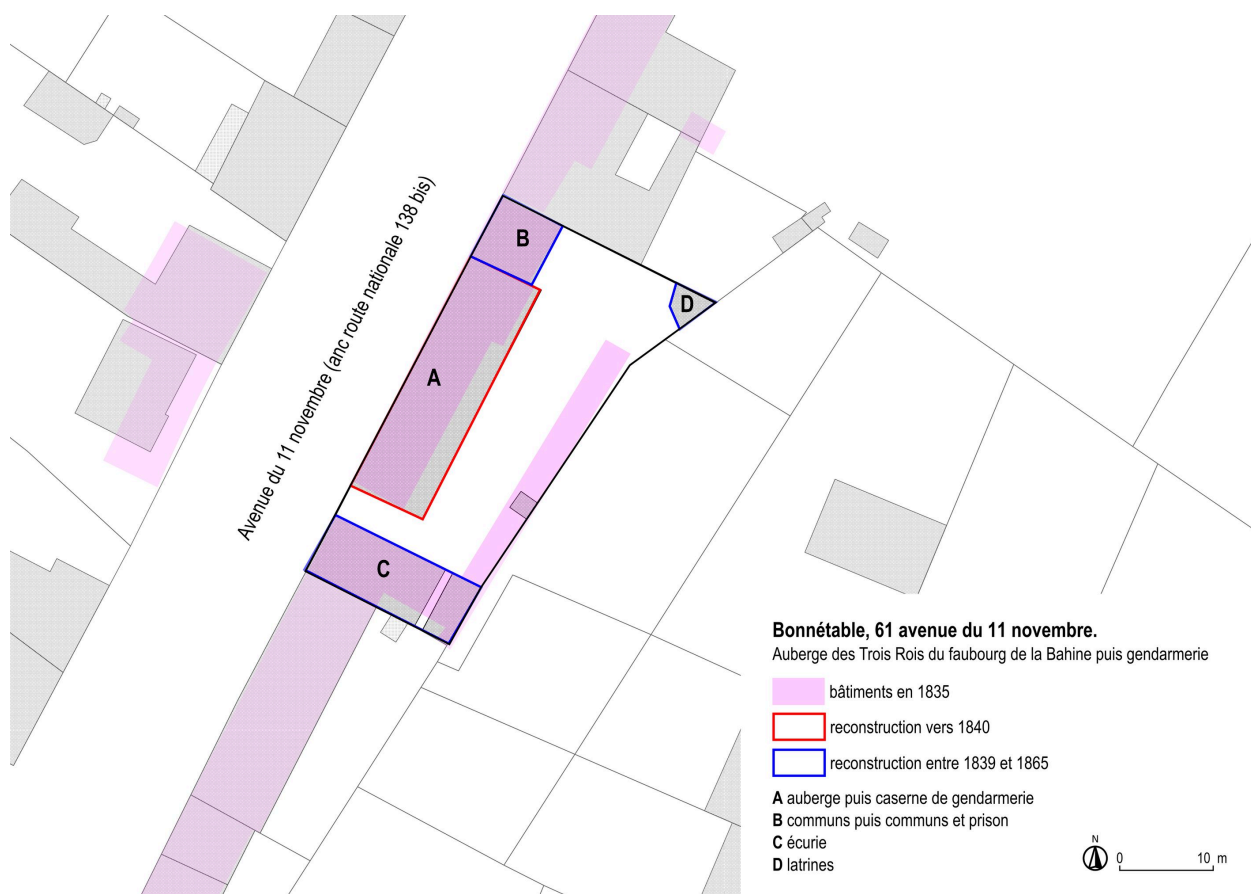 B
D
A
Avenue du 11 novembre (anc route nationale 138 bis)
C
Bonnétable, 61 avenue du 11 novembre.
Auberge des Trois Rois du faubourg de la Bahine puis gendarmerie
bâtiments en 1835
reconstruction vers 1840
reconstruction entre 1839 et 1865
A auberge puis caserne de gendarmerie
B communs puis communs et prison
C écurie
D latrines
N
0 10 m